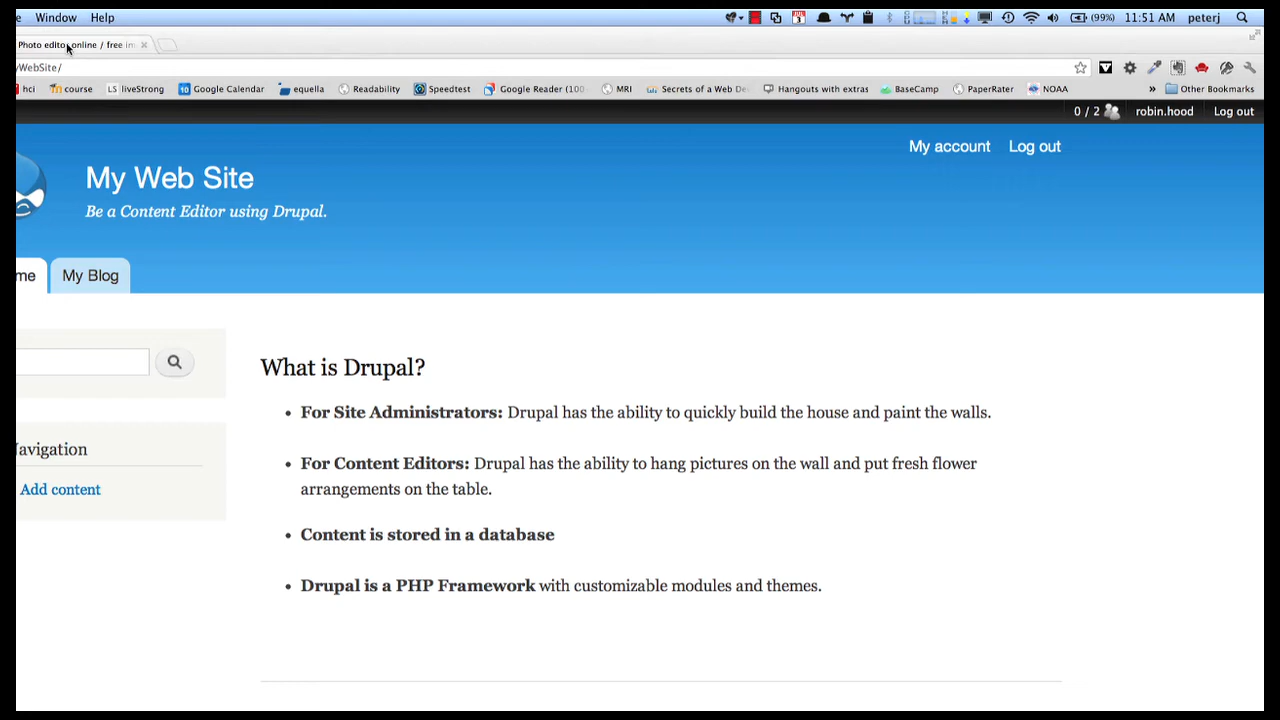 e Window Help (99%) 11:51 AM peterj
Photo editor online / free im
yWebSite/
hci course LS liveStrong 10 Google Calendar equella Readability Speedtest Google Reader (100 MRI Secrets of a Web De Hangouts with extras BaseCamp PaperRater NOAA » Other Bookmarks
0 / 2 robin.hood Log out
My account Log out
My Web Site
Be a Content Editor using Drupal.
me My Blog
What is Drupal?
• For Site Administrators: Drupal has the ability to quickly build the house and paint the walls.
Navigation
• For Content Editors: Drupal has the ability to hang pictures on the wall and put fresh flower
arrangements on the table.
Add content
• Content is stored in a database
• Drupal is a PHP Framework with customizable modules and themes.